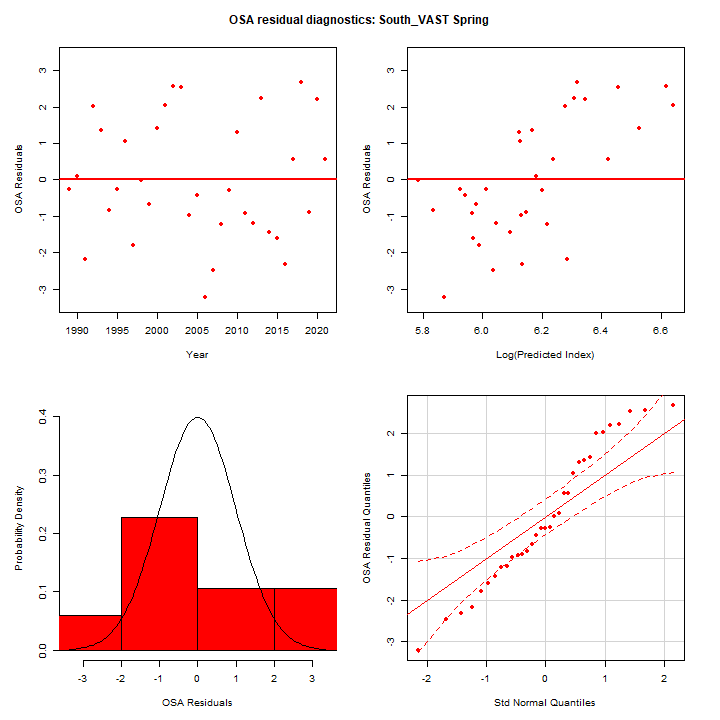 OSA residual diagnostics: South_VAST Spring
OSA Residuals
3
2
1
0
-1
-2
-3
1990 1995 2000 2005 2010 2015 2020
Year
OSA Residuals
3
2
1
0
-1
-2
-3
5.8 6.0 6.2 6.4 6.6
Log(Predicted Index)
Probability Density
0.4
0.3
0.2
0.1
0.0
-3 -2 -1 0 1 2 3
OSA Residuals
OSA Residual Quantiles
2
1
0
-1
-2
-3
-2 -1 0 1 2
Std Normal Quantiles